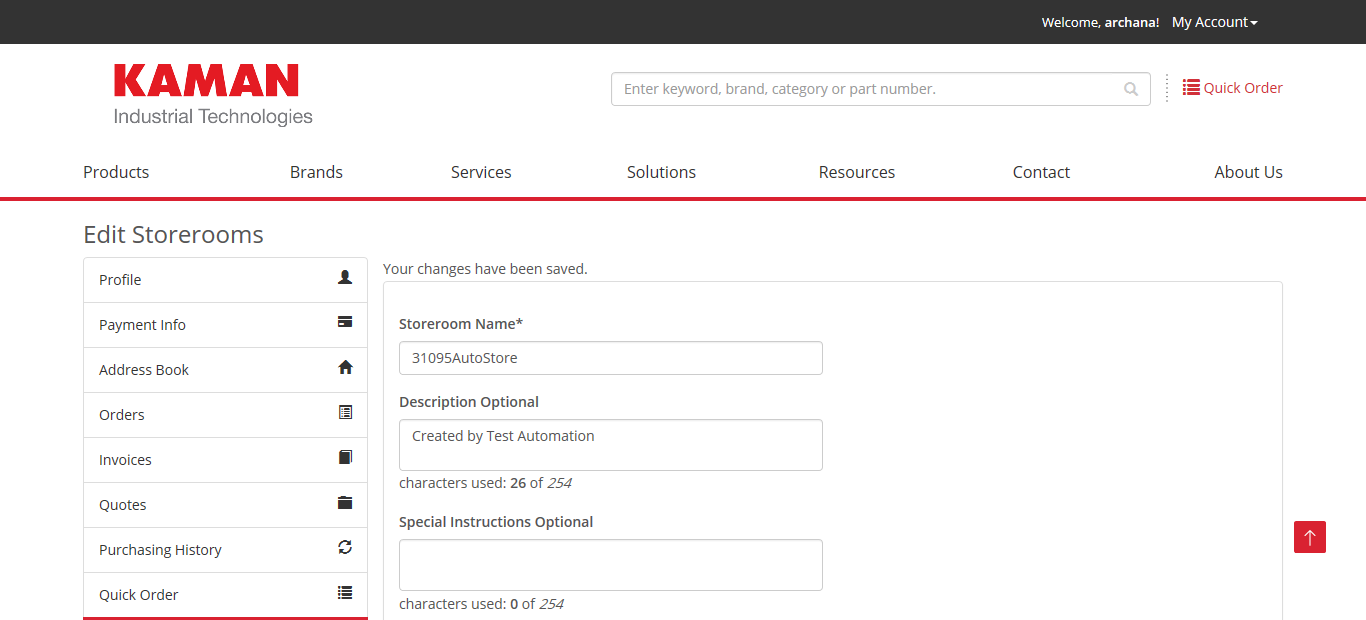 Welcome, archana! My Account
KAMAN
Industrial Technologies
Enter keyword, brand, category or part number.
Quick Order
Products Brands Services Solutions Resources Contact About Us
Edit Storerooms
Profile
Payment Info
Address Book
Orders
Invoices
Quotes
Purchasing History
Quick Order
Your changes have been saved.
Storeroom Name*
31095AutoStore
Description Optional
Created by Test Automation
characters used: 26 of 254
Special Instructions Optional
characters used: 0 of 254